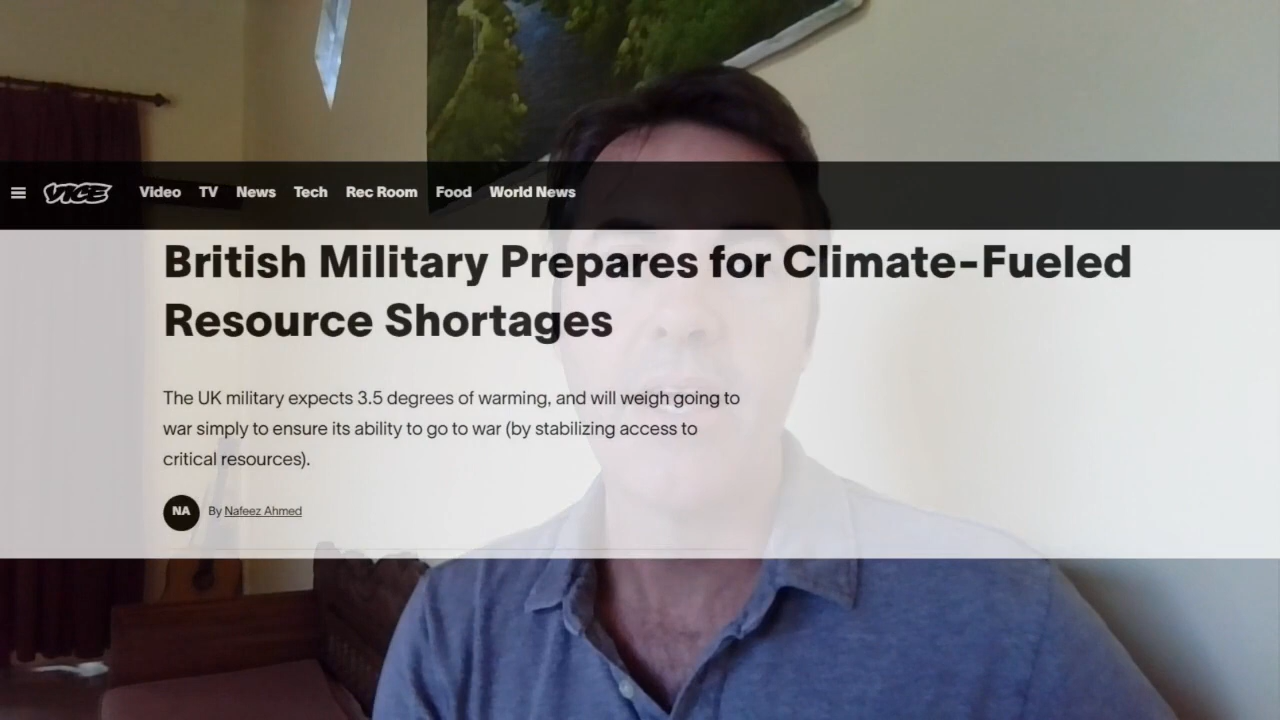 VICE Video TV News Tech Rec Room Food World News
British Military Prepares for Climate-Fueled
Resource Shortages
The UK military expects 3.5 degrees of warming, and will weigh going to
war simply to ensure its ability to go to war (by stabilizing access to
critical resources).
NA By Nafeez Ahmed